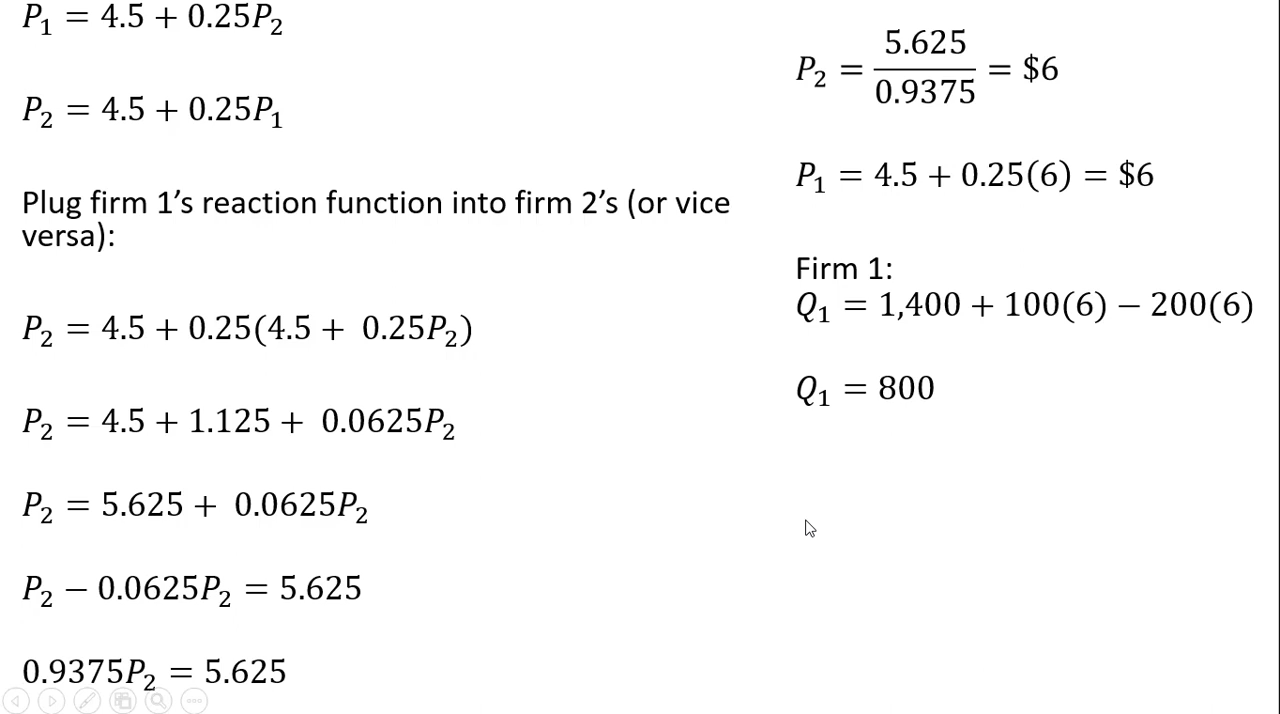 P₁ = 4.5 + 0.25P₂
P₂ = 4.5 + 0.25P₁
Plug firm 1’s reaction function into firm 2’s (or vice
versa):
P₂ = 4.5 + 0.25(4.5 + 0.25P₂)
P₂ = 4.5 + 1.125 + 0.0625P₂
P₂ = 5.625 + 0.0625P₂
P₂ − 0.0625P₂ = 5.625
0.9375P₂ = 5.625
P₂ = 5.625/0.9375 = $6
P₁ = 4.5 + 0.25(6) = $6
Firm 1:
Q₁ = 1,400 + 100(6) − 200(6)
Q₁ = 800